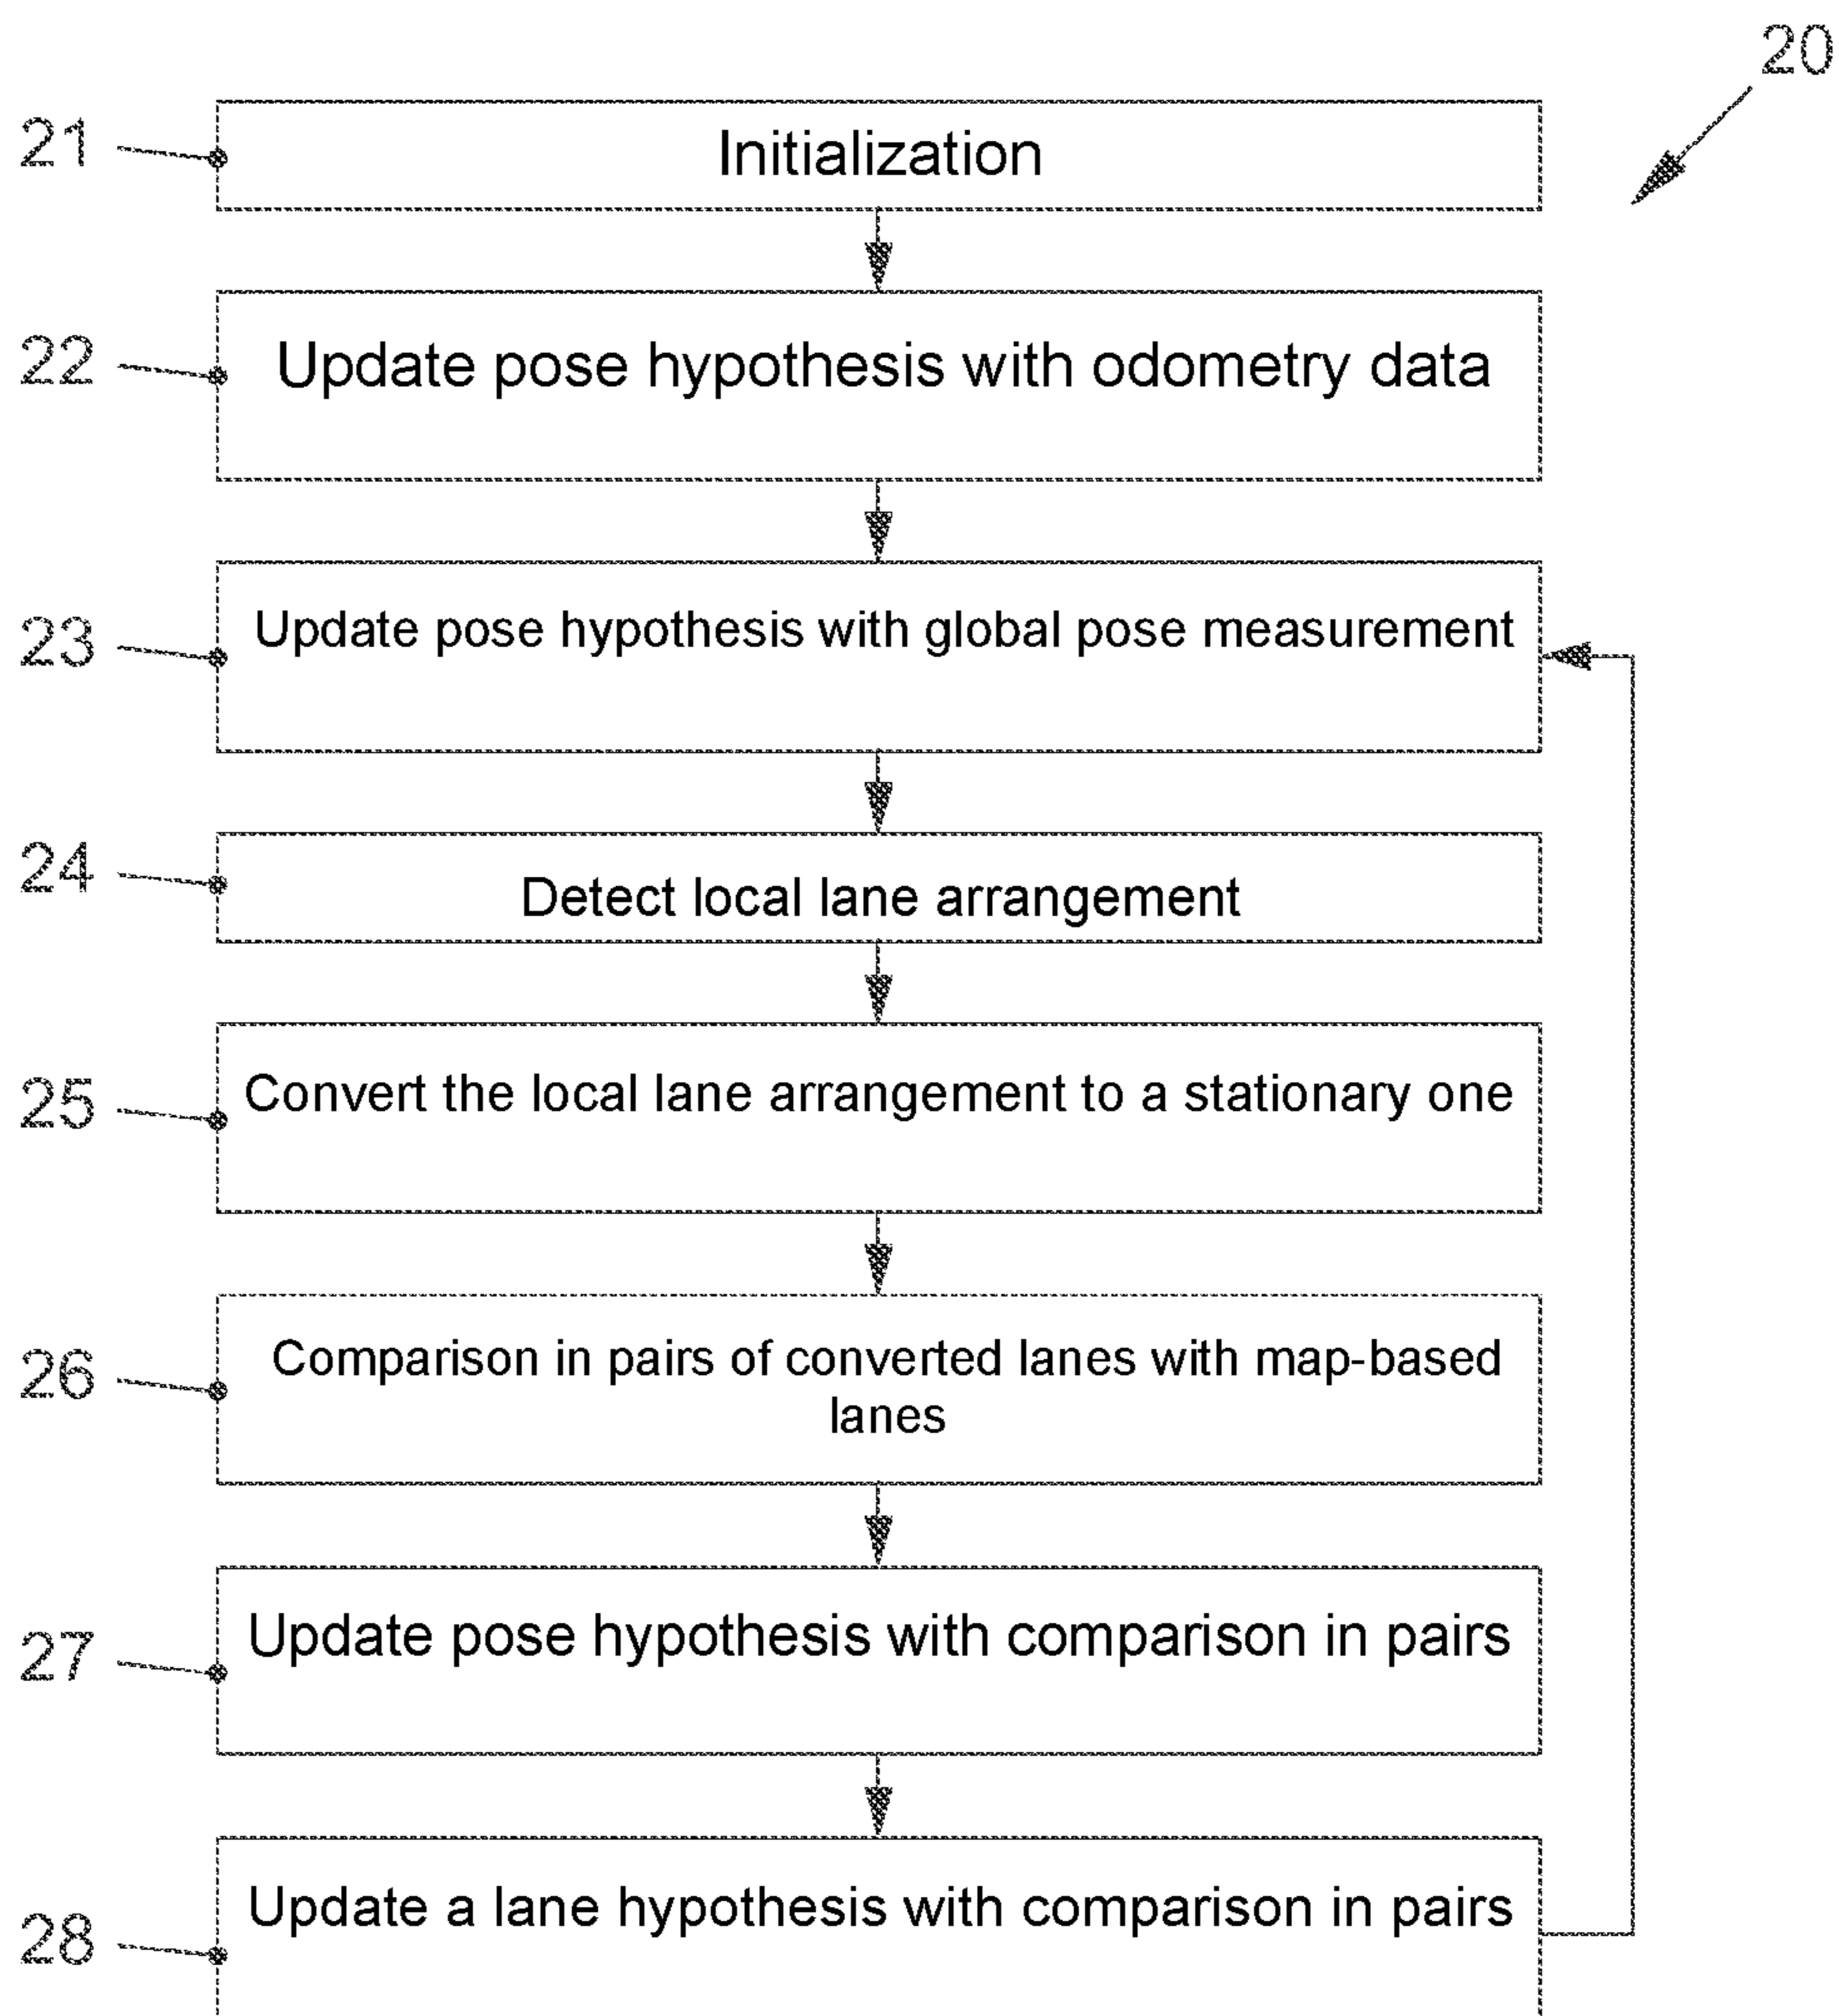 20
21
Initialization
22
Update pose hypothesis with odometry data
23
Update pose hypothesis with global pose measurement
24
Detect local lane arrangement
25
Convert the local lane arrangement to a stationary one
26
Comparison in pairs of converted lanes with map-based
lanes
27
Update pose hypothesis with comparison in pairs
28
Update a lane hypothesis with comparison in pairs